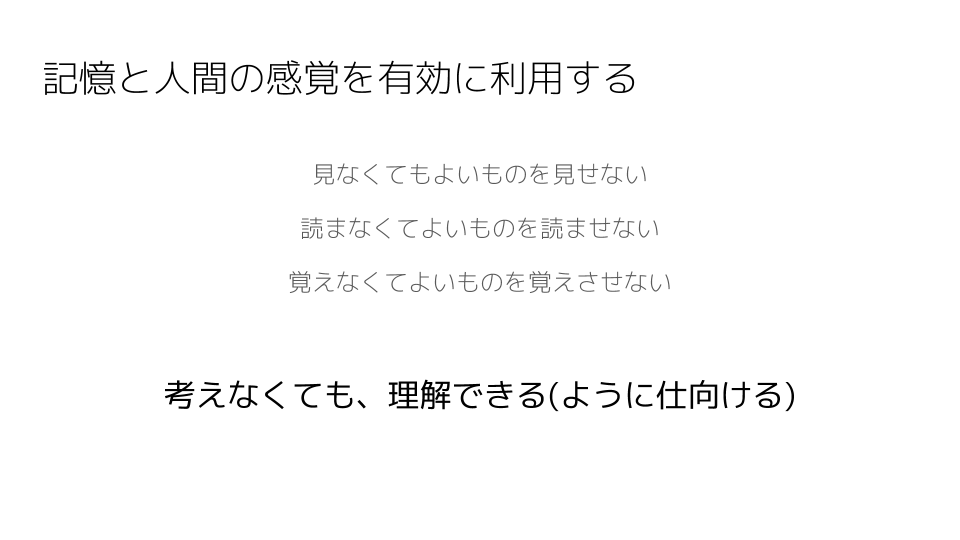 記憶と人間の感覚を有効に利用する
見なくてもよいものを見せない
読まなくてよいものを読ませない
覚えなくてよいものを覚えさせない
考えなくても、理解できる(ように仕向ける)